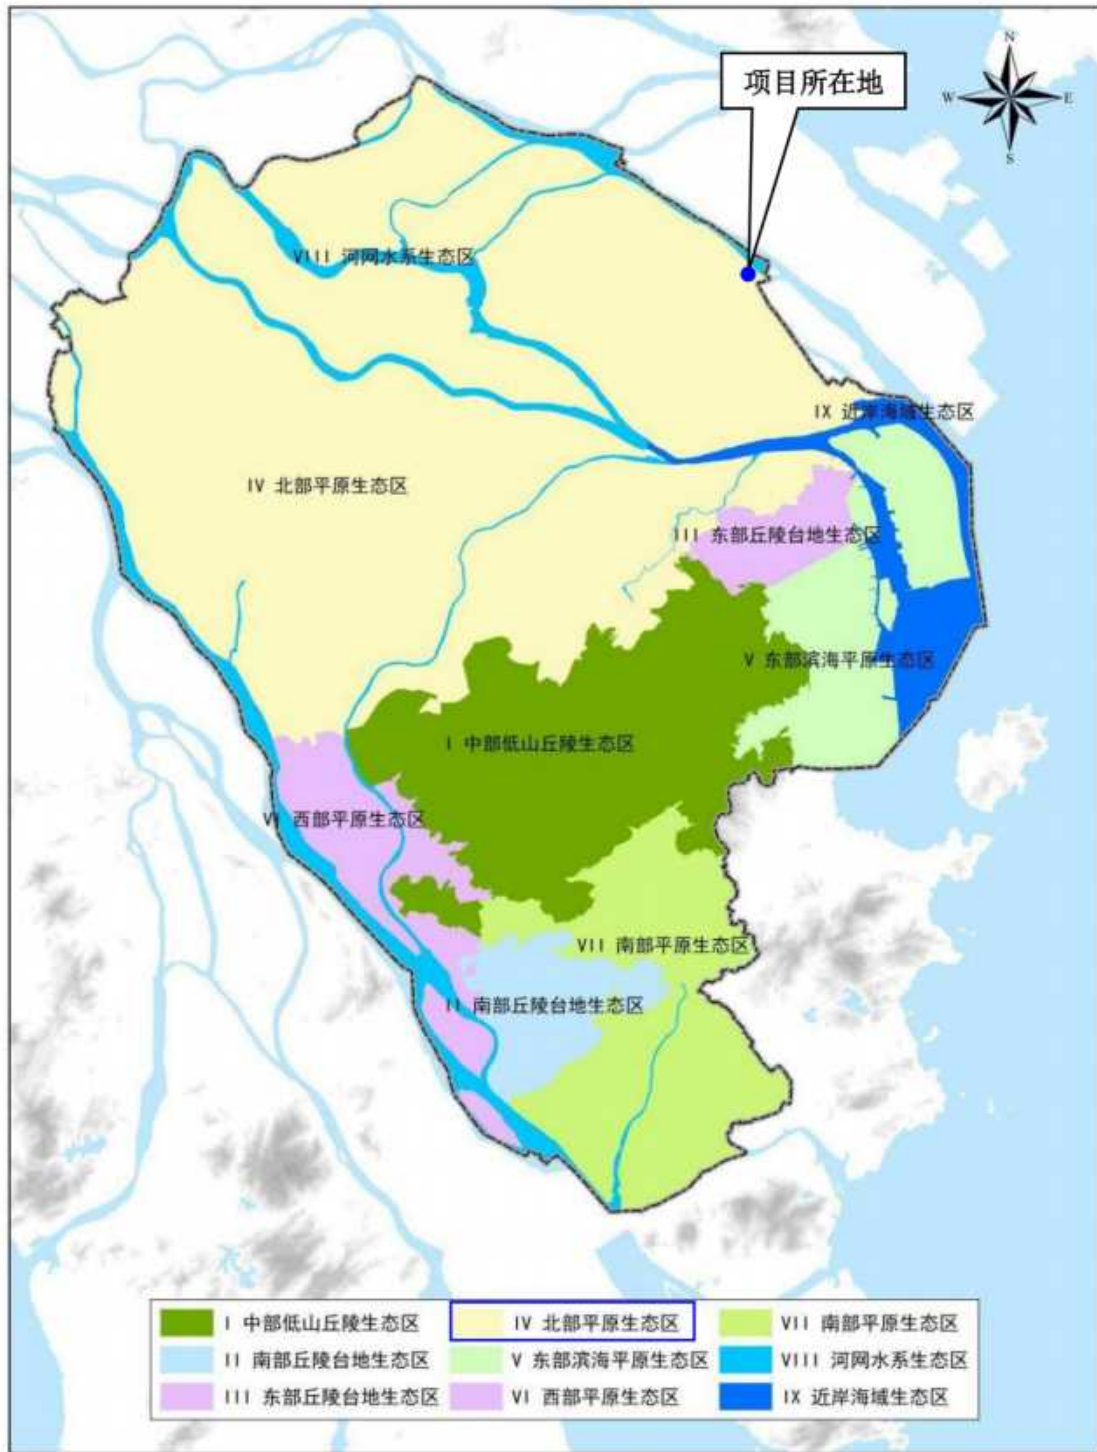 N
项目所在地
W
E
S
VIII 河网水系生态区
IX 近岸海域生态区
IV 北部平原生态区
III 东部丘陵台地生态区
V 东部滨海平原生态区
I 中部低山丘陵生态区
VI 西部平原生态区
VII 南部平原生态区
II 南部丘陵台地生态区
I 中部低山丘陵生态区
IV 北部平原生态区
VII 南部平原生态区
II 南部丘陵台地生态区
V 东部滨海平原生态区
VIII 河网水系生态区
III 东部丘陵台地生态区
VI 西部平原生态区
IX 近岸海域生态区